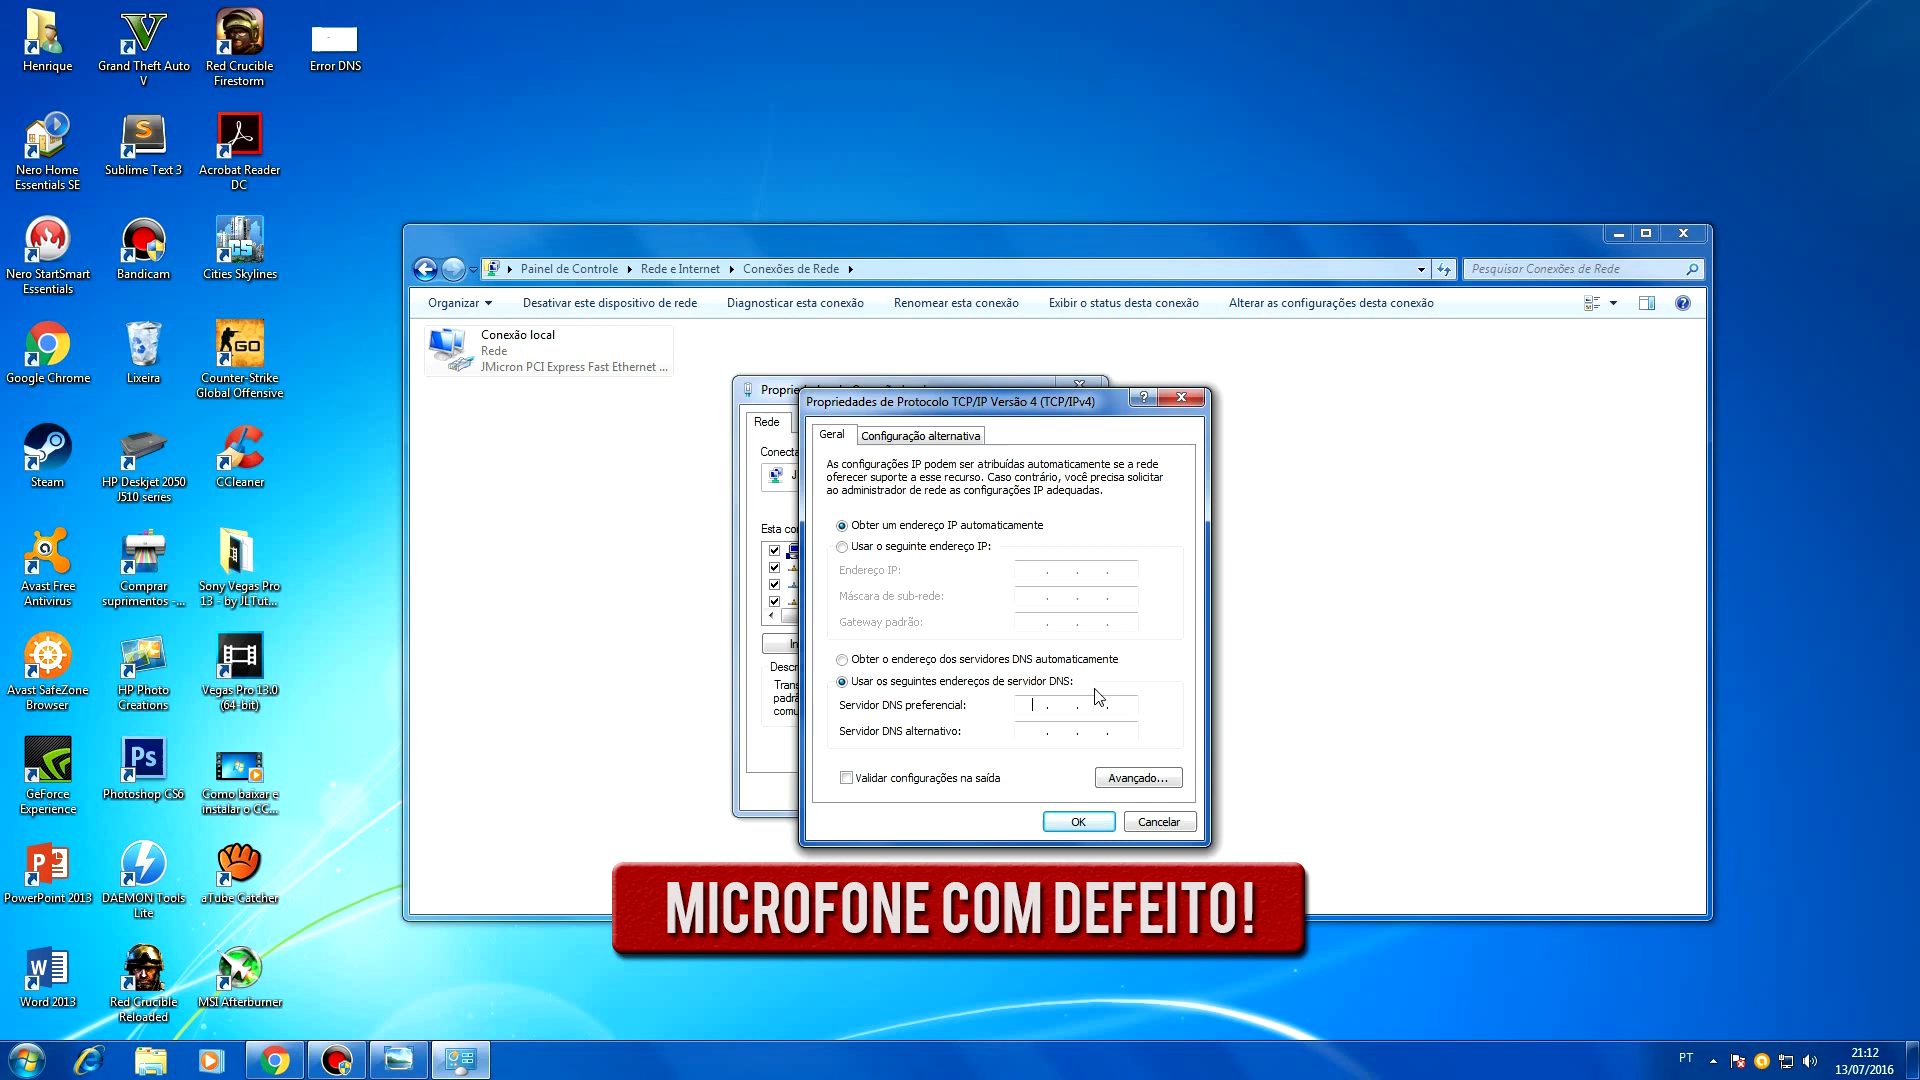 Henrique
Grand Theft Auto
V
Red Crucible
Firestorm
Error DNS
Nero Home
Essentials SE
Sublime Text 3
Acrobat Reader
DC
Nero StartSmart
Essentials
Bandicam
Cities Skylines
Google Chrome
Lixeira
Counter-Strike
Global Offensive
Steam
HP Deskjet 2050
J510 series
CCleaner
Avast Free
Antivirus
Comprar
suprimentos -...
Sony Vegas Pro
13 - by JLTut...
Avast SafeZone
Browser
HP Photo
Creations
Vegas Pro 13.0
(64-bit)
GeForce
Experience
Photoshop CS6
Como baixar e
instalar o CC...
PowerPoint 2013
DAEMON Tools
Lite
aTube Catcher
Word 2013
Red Crucible
Reloaded
MSI Afterburner
Painel de Controle
Rede e Internet
Conexões de Rede
Pesquisar Conexões de Rede
Organizar
Desativar este dispositivo de rede
Diagnosticar esta conexão
Renomear esta conexão
Exibir o status desta conexão
Alterar as configurações desta conexão
Conexão local
Rede
JMicron PCI Express Fast Ethernet ...
Rede
Propriedades de Protocolo TCP/IP Versão 4 (TCP/IPv4)
Geral
Configuração alternativa
As configurações IP podem ser atribuídas automaticamente se a rede
oferecer suporte a esse recurso. Caso contrário, você precisa solicitar
ao administrador de rede as configurações IP adequadas.
Obter um endereço IP automaticamente
Usar o seguinte endereço IP:
Endereço IP:
Máscara de sub-rede:
Gateway padrão:
Obter o endereço dos servidores DNS automaticamente
Usar os seguintes endereços de servidor DNS:
Servidor DNS preferencial:
Servidor DNS alternativo:
Validar configurações na saída
Avançado...
OK
Cancelar
MICROFONE COM DEFEITO!
PT
21:12
13/07/2016